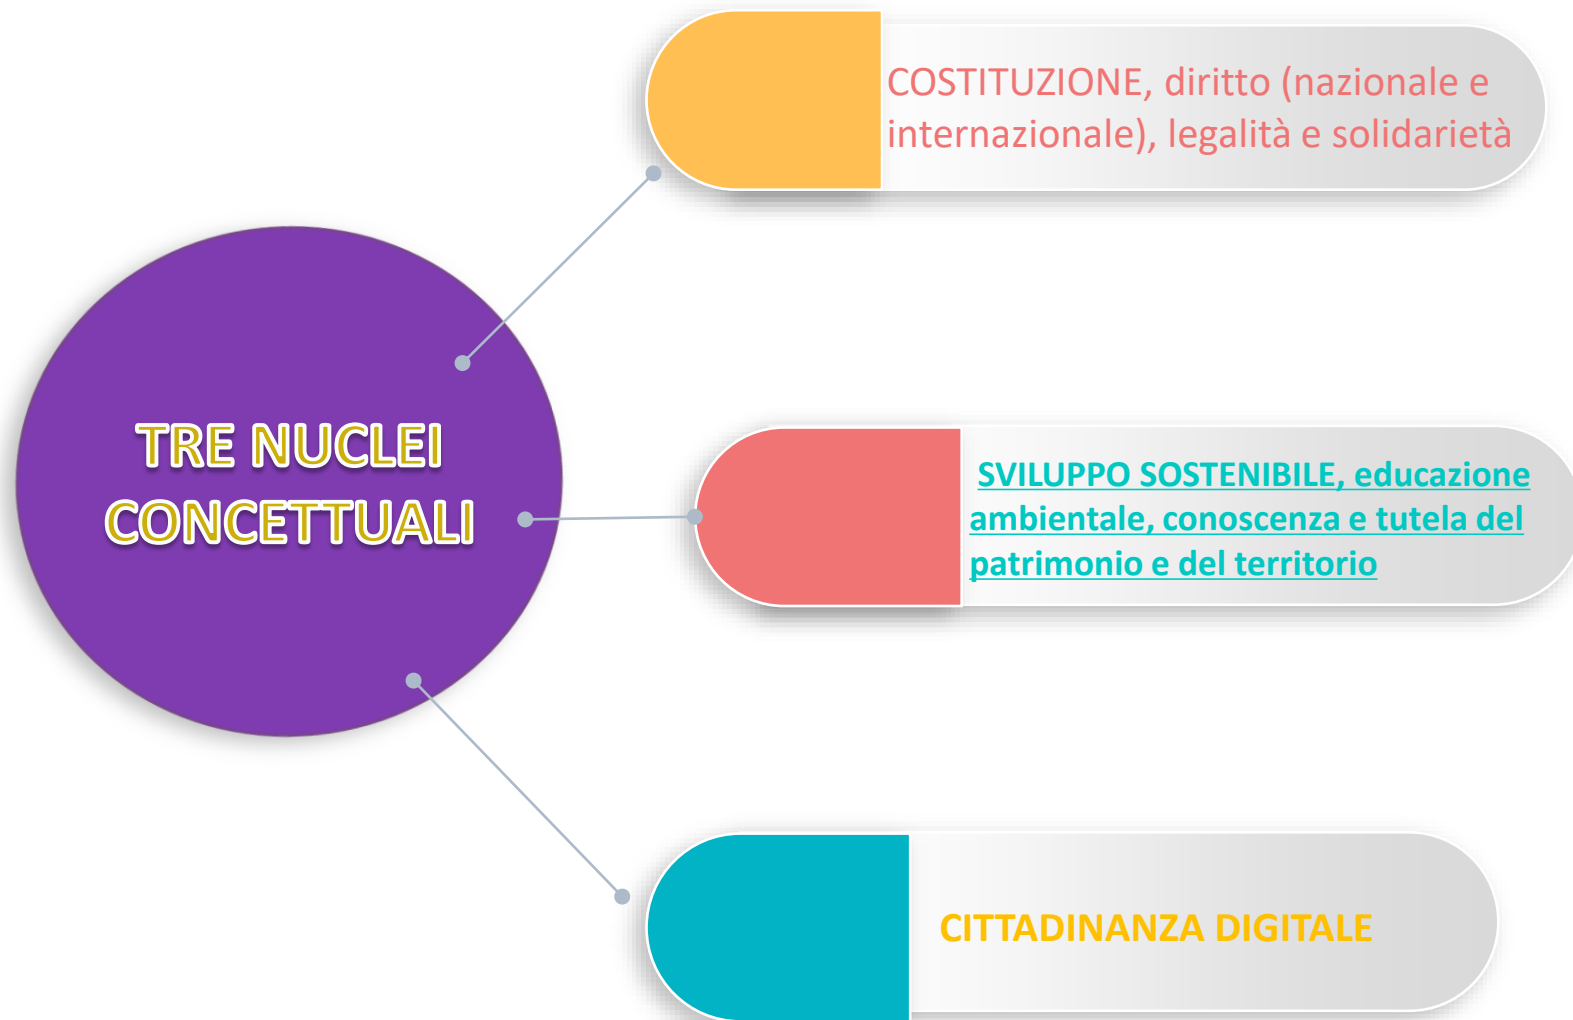 COSTITUZIONE, diritto (nazionale e
internazionale), legalità e solidarietà
TRE NUCLEI
CONCETTUALI
SVILUPPO SOSTENIBILE, educazione
ambientale, conoscenza e tutela del
patrimonio e del territorio
CITTADINANZA DIGITALE